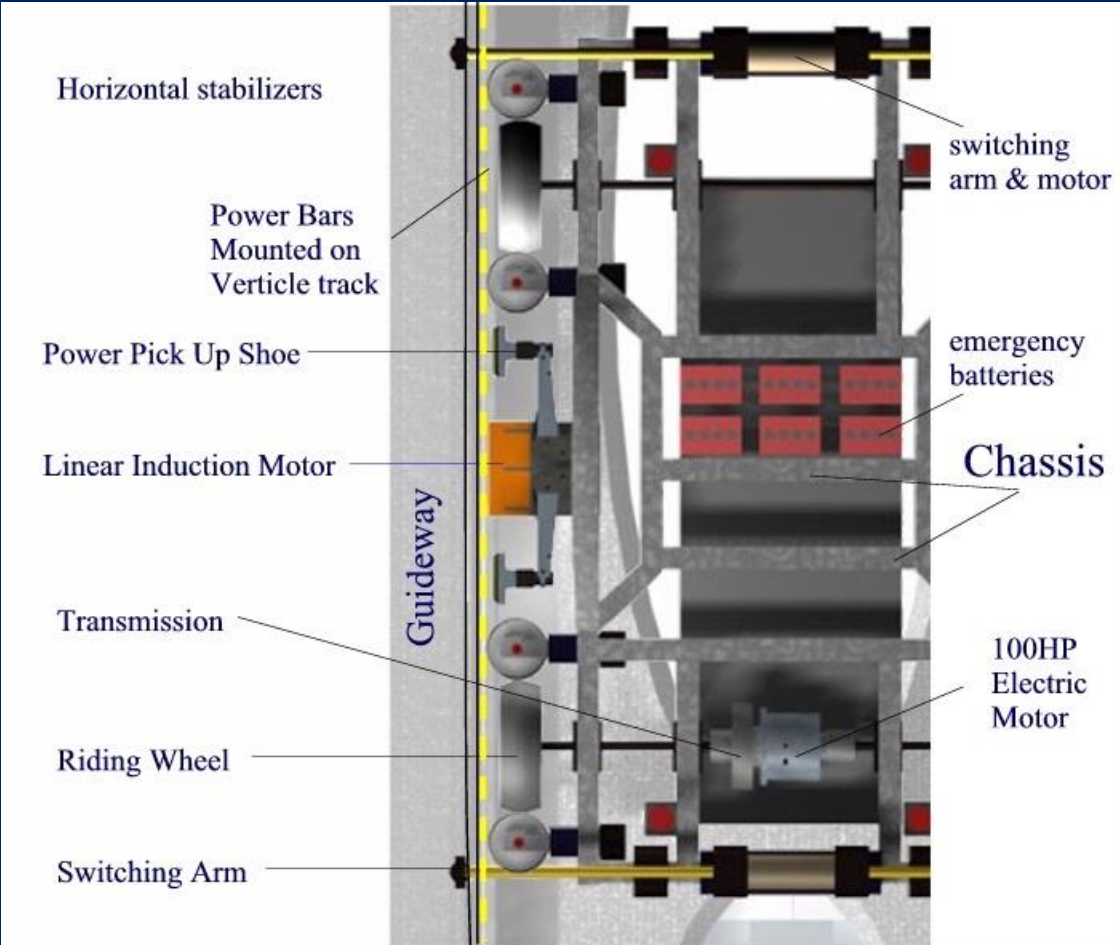 Horizontal stabilizers
switching
arm & motor
Power Bars
Mounted on
Verticle track
Power Pick Up Shoe
emergency
batteries
Linear Induction Motor
Chassis
Guideway
Transmission
100HP
Electric
Motor
Riding Wheel
Switching Arm